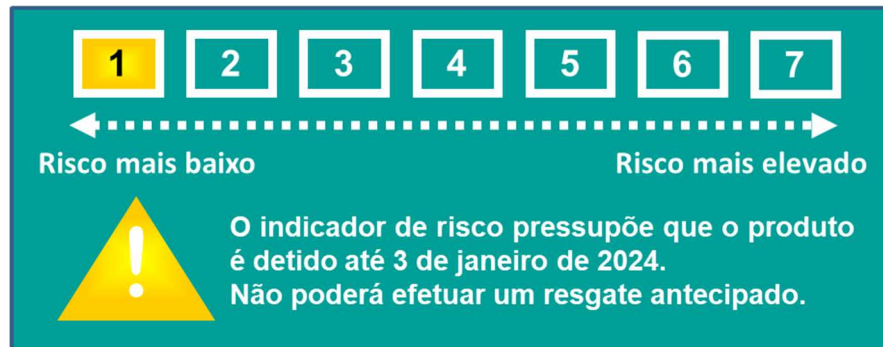 1 2 3 4 5 6 7
Risco mais baixo Risco mais elevado
! O indicador de risco pressupõe que o produto
é detido até 3 de janeiro de 2024.
Não poderá efetuar um resgate antecipado.